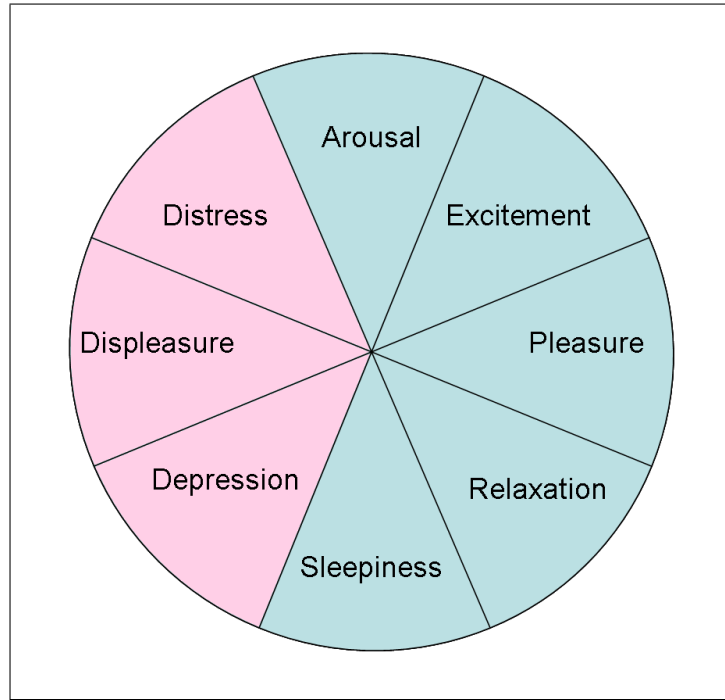 Arousal
Distress
Excitement
Displeasure
Pleasure
Depression
Relaxation
Sleepiness